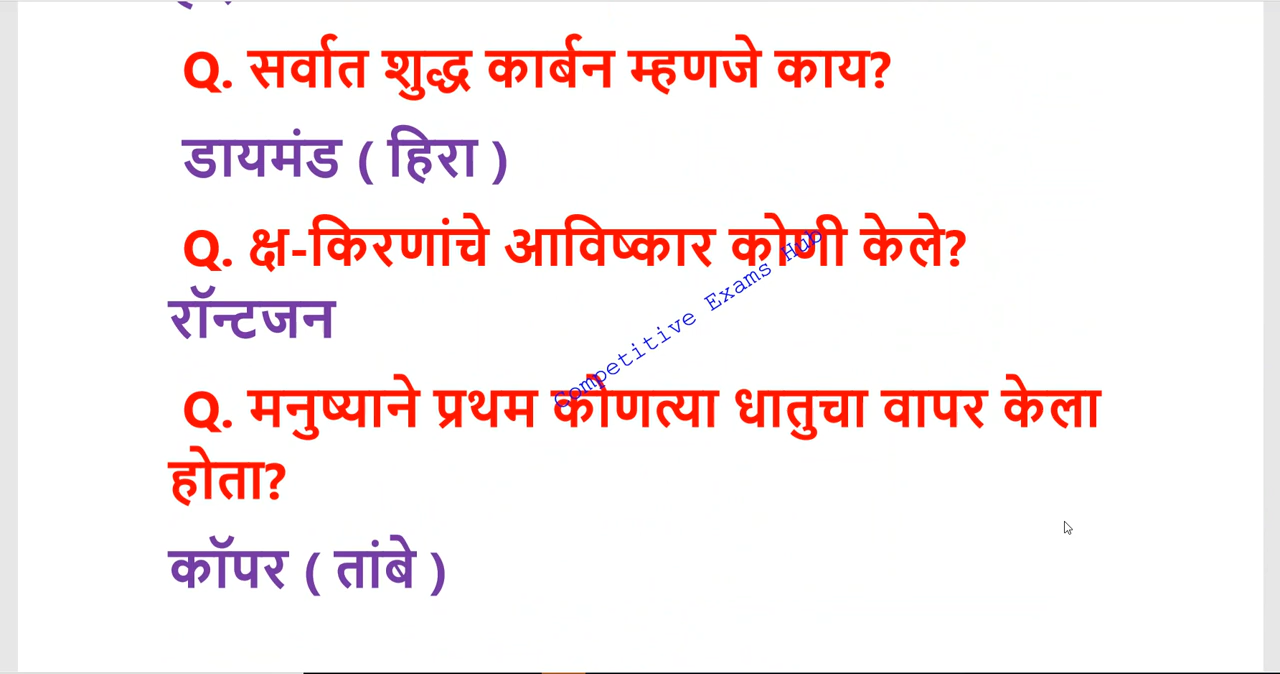 Q. सर्वात शुद्ध कार्बन म्हणजे काय?
डायमंड ( हिरा )
Q. क्ष-किरणांचे आविष्कार कोणी केले?
रॉन्टजन
Competitive Exams Hub
Q. मनुष्याने प्रथम कोणत्या धातुचा वापर केला
होता?
कॉपर ( तांबे )